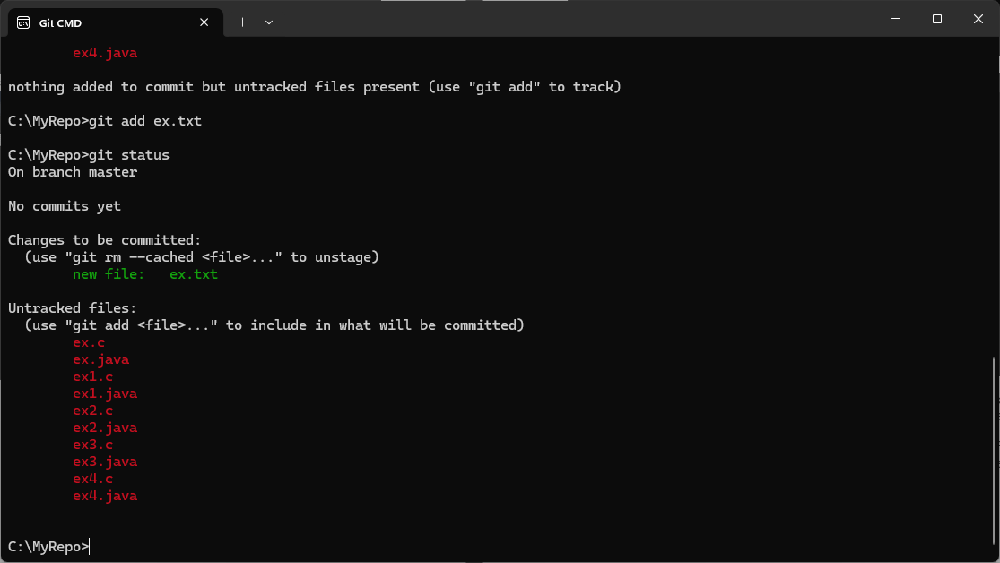 Git CMD
ex4.java
nothing added to commit but untracked files present (use "git add" to track)
C:\MyRepo>git add ex.txt
C:\MyRepo>git status
On branch master
No commits yet
Changes to be committed:
(use "git rm --cached <file>..." to unstage)
new file:   ex.txt
Untracked files:
(use "git add <file>..." to include in what will be committed)
ex.c
ex.java
ex1.c
ex1.java
ex2.c
ex2.java
ex3.c
ex3.java
ex4.c
ex4.java
C:\MyRepo>